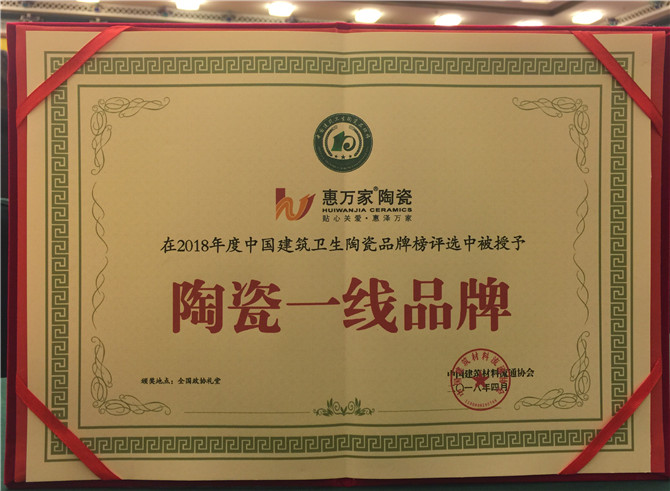 惠万家®陶瓷
HUIWANJIA CERAMICS
贴心关爱·惠泽万家
在2018年度中国建筑卫生陶瓷品牌榜评选中被授予
陶瓷一线品牌
颁奖地点:全国政协礼堂
中国建筑材料流通协会
二〇一八年四月